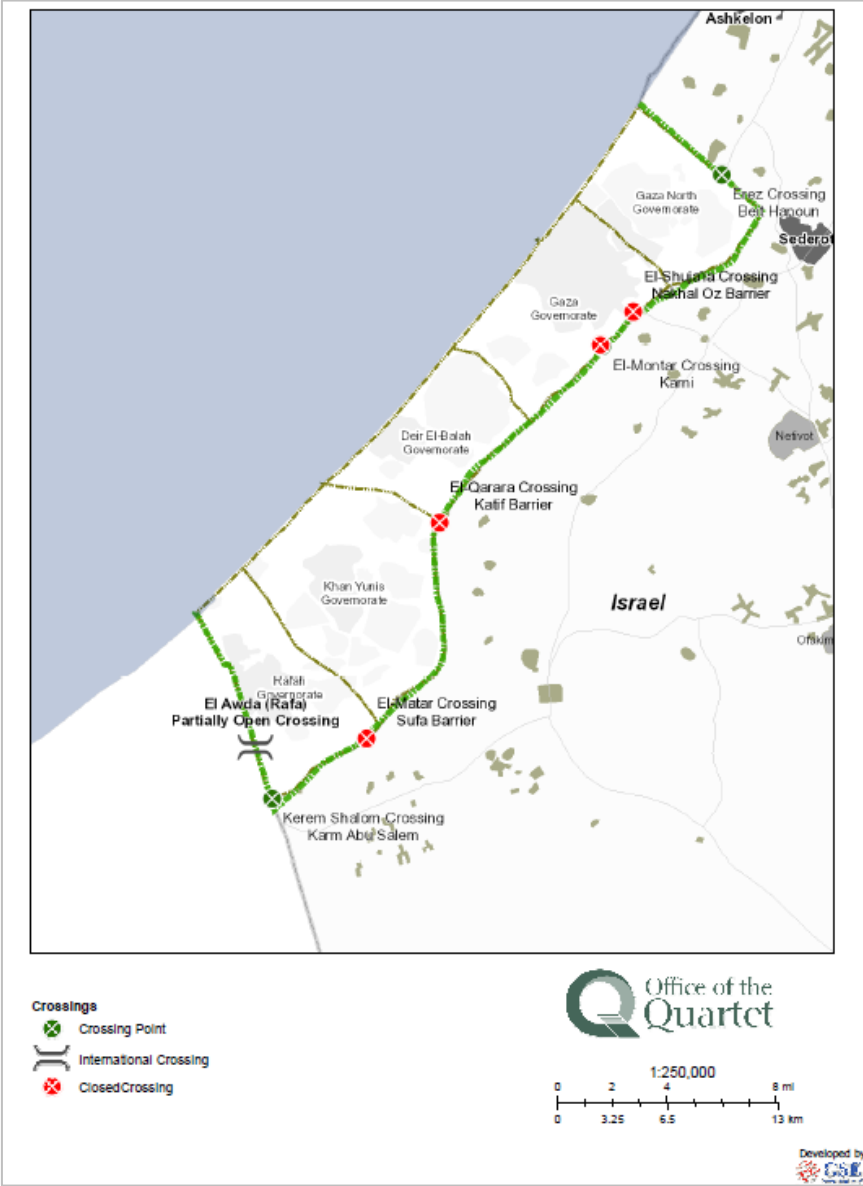 Ashkelon
Gaza North
Governorate
Erez Crossing
Beit Hanoun
Sederot
El-Shuja'ia Crossing
Nakhal Oz Barrier
Gaza
Governorate
El-Montar Crossing
Karni
Netivot
Deir El-Balah
Governorate
El-Qarara Crossing
Katif Barrier
Khan Yunis
Governorate
Israel
Ofakim
Rafah
Governorate
El Awda (Rafa)
Partially Open Crossing
El-Matar Crossing
Sufa Barrier
Kerem Shalom Crossing
Karm Abu Salem
Crossings
Crossing Point
International Crossing
ClosedCrossing
Office of the
Quartet
1:250,000
0 2 4 8 mi
0 3.25 6.5 13 km
Developed by